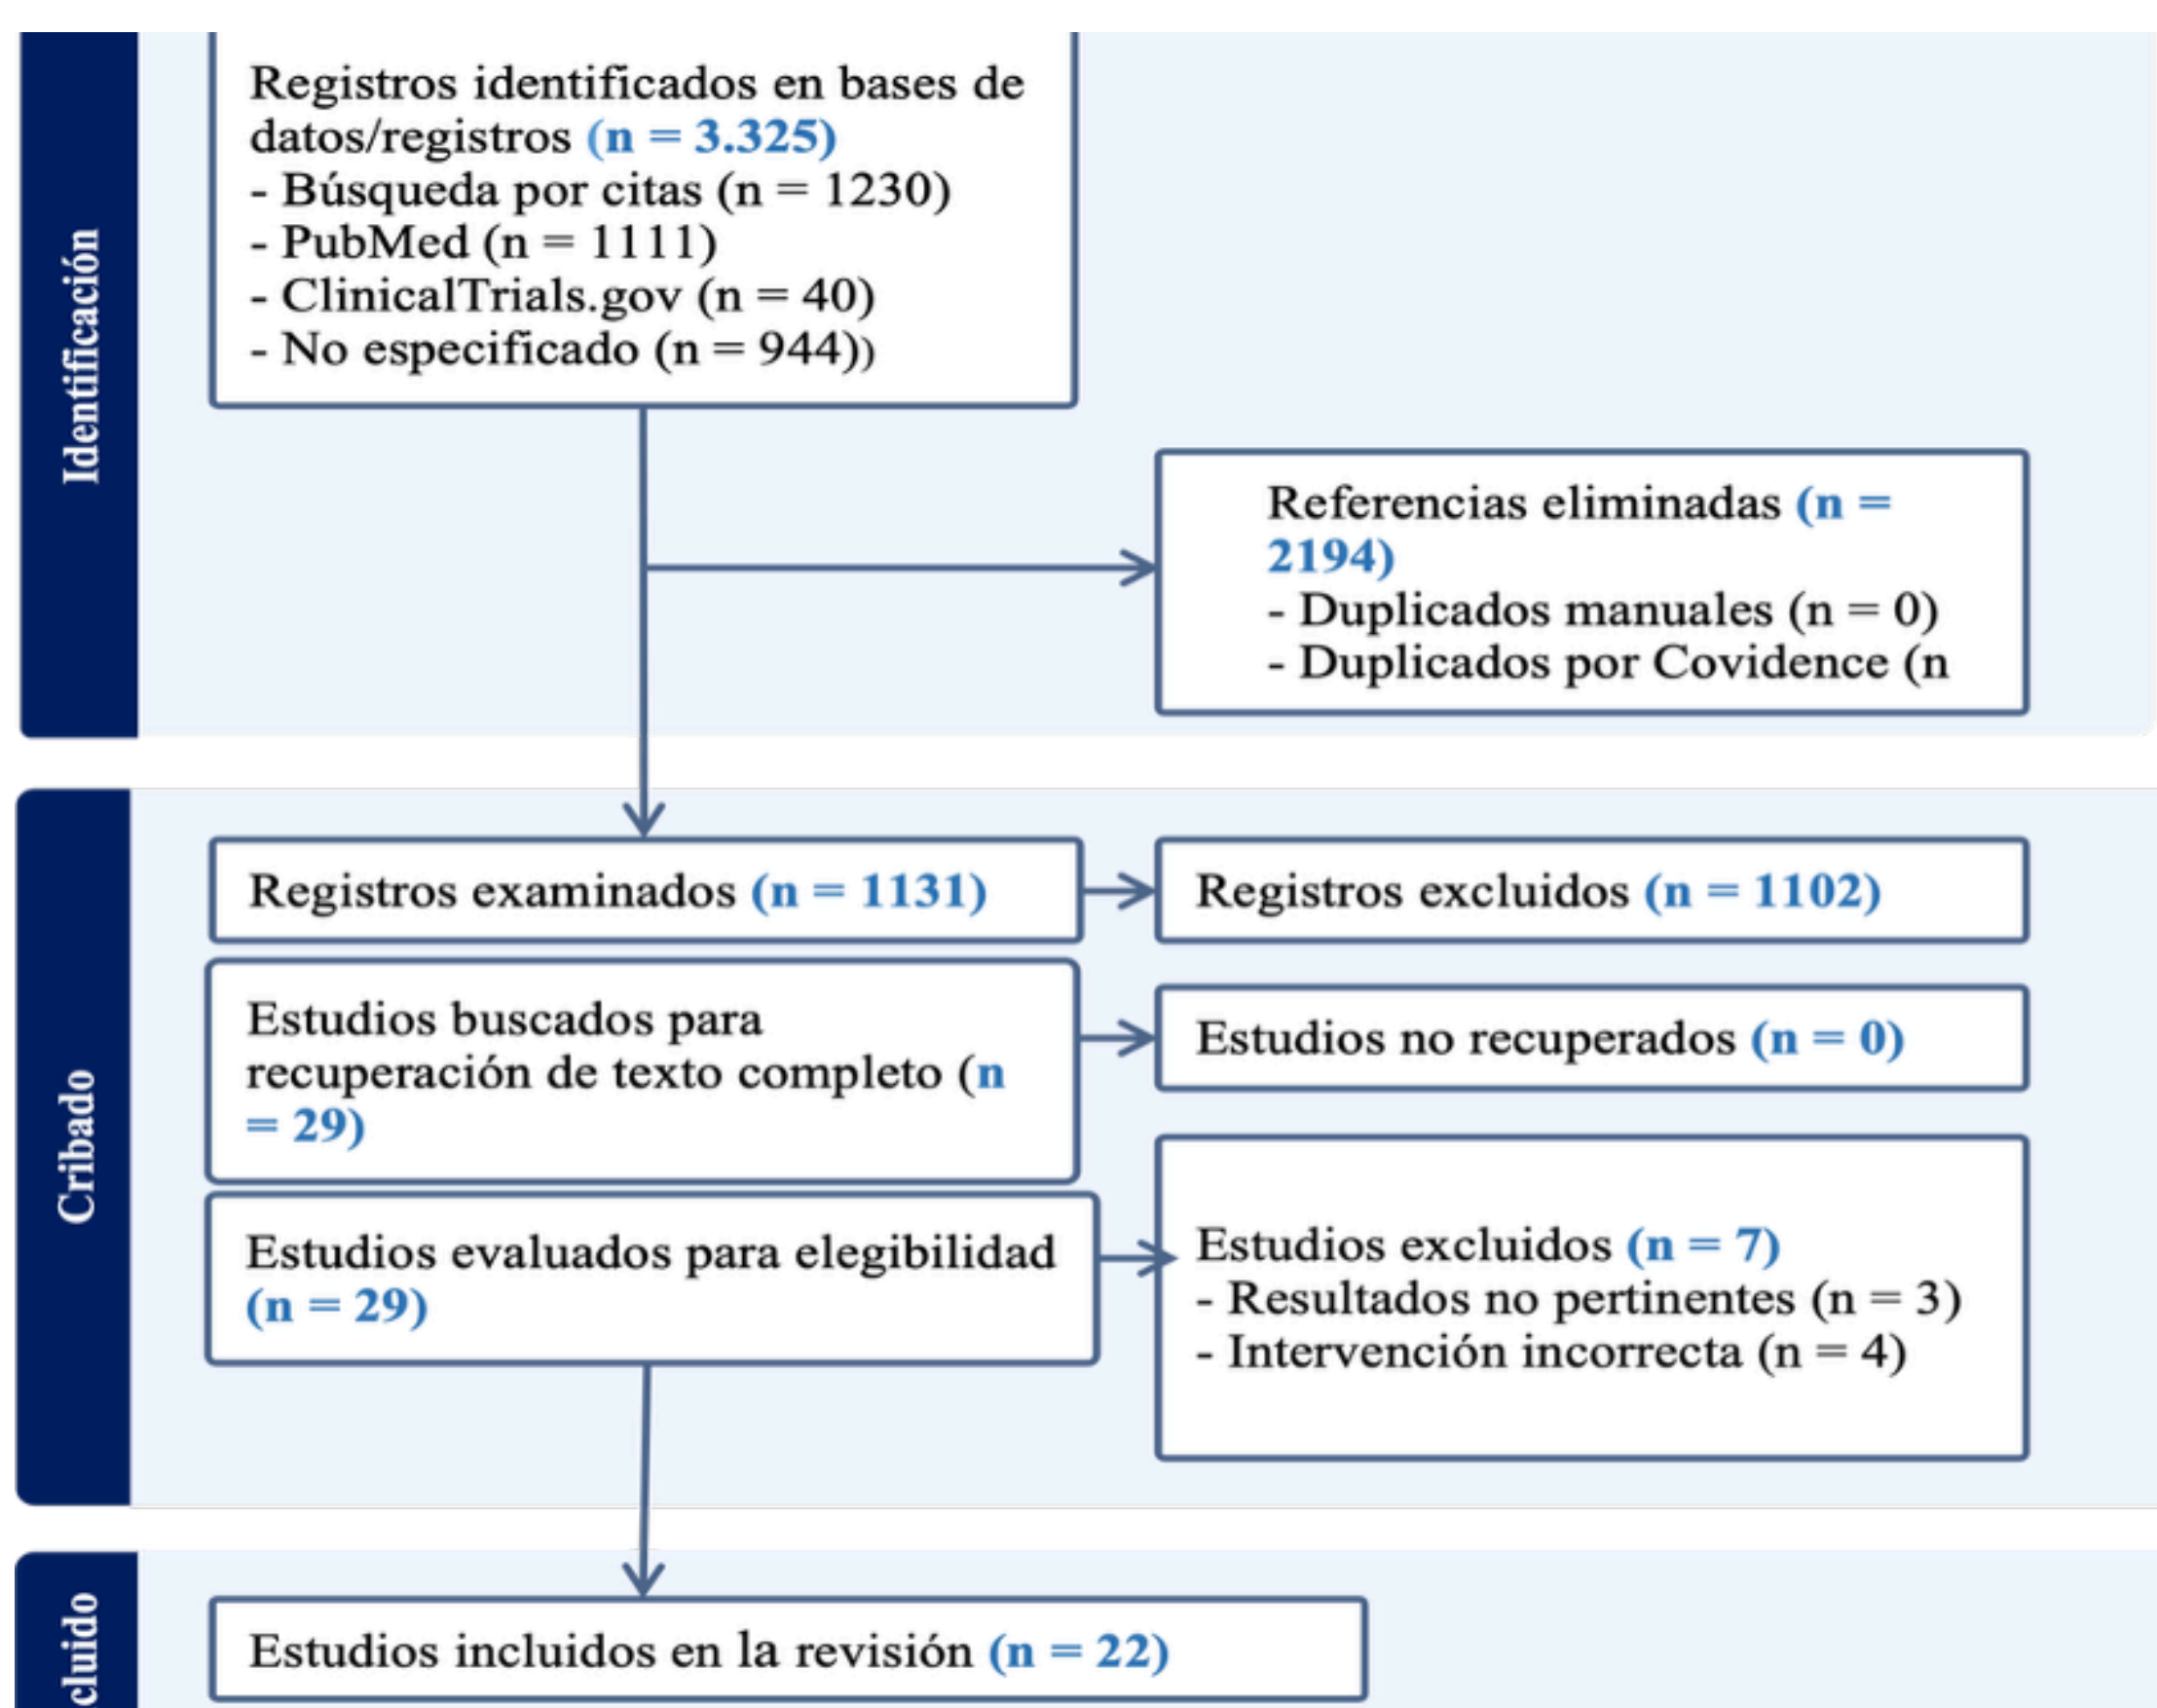 Identificación
Registros identificados en bases de
datos/registros (n = 3.325)
- Búsqueda por citas (n = 1230)
- PubMed (n = 1111)
- ClinicalTrials.gov (n = 40)
- No especificado (n = 944))
Referencias eliminadas (n =
2194)
- Duplicados manuales (n = 0)
- Duplicados por Covidence (n
Cribado
Registros examinados (n = 1131)
Registros excluidos (n = 1102)
Estudios buscados para
recuperación de texto completo (n
= 29)
Estudios no recuperados (n = 0)
Estudios evaluados para elegibilidad
(n = 29)
Estudios excluidos (n = 7)
- Resultados no pertinentes (n = 3)
- Intervención incorrecta (n = 4)
cluido
Estudios incluidos en la revisión (n = 22)